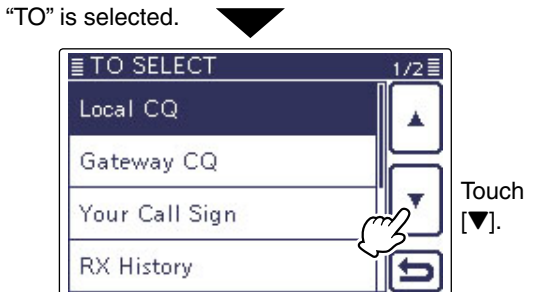 “TO” is selected.
TO SELECT 1/2
Local CQ
Gateway CQ
Your Call Sign
RX History
Touch
[▼].